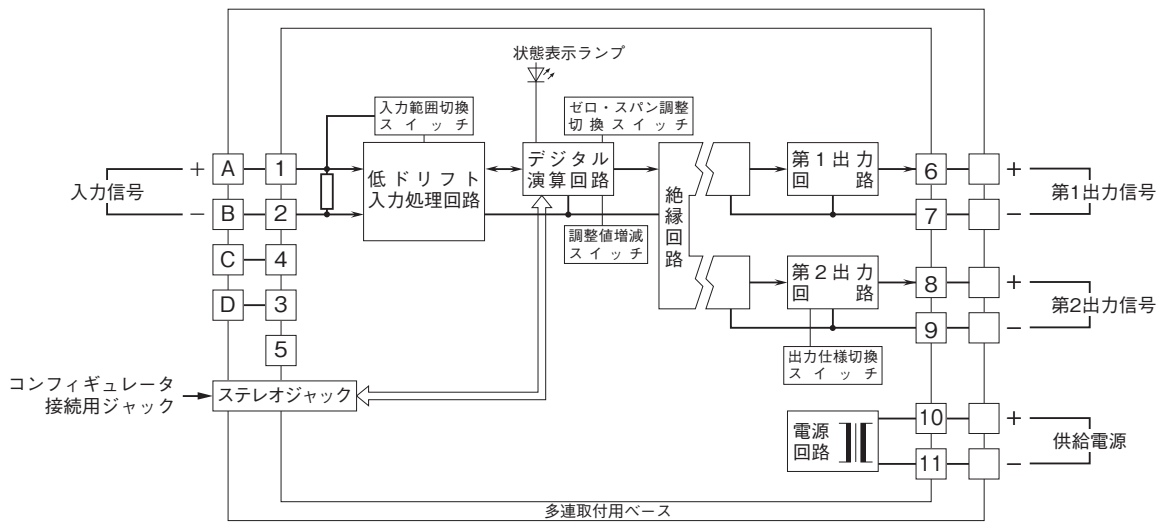 状態表示ランプ
入力範囲切換
スイッチ
ゼロ・スパン調整
切換スイッチ
低ドリフト
入力処理回路
デジタル
演算回路
調整値増減
スイッチ
絶縁回路
第1出力
回路
第2出力
回路
出力仕様切換
スイッチ
電源
回路
入力信号
+
−
A
B
C
D
1
2
4
3
5
コンフィギュレータ
接続用ジャック
ステレオジャック
6
7
8
9
10
11
+
第1出力信号
−
+
第2出力信号
−
+
供給電源
−
多連取付用ベース